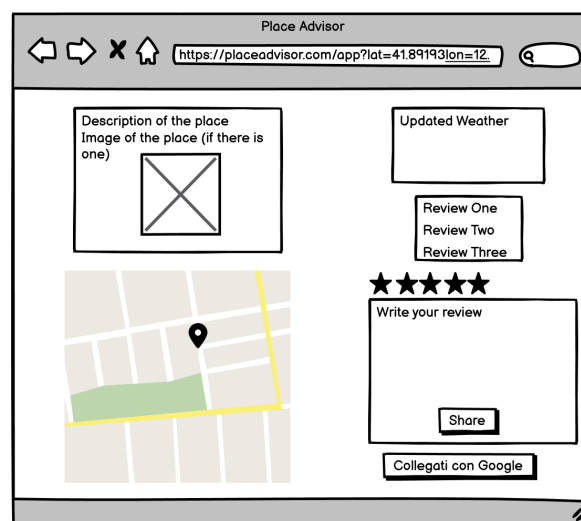 Place Advisor
https://placeadvisor.com/app?lat=41.89193lon=12.
Description of the place
Image of the place (if there is
one)
Updated Weather
Review One
Review Two
Review Three
Write your review
Share
Collegati con Google